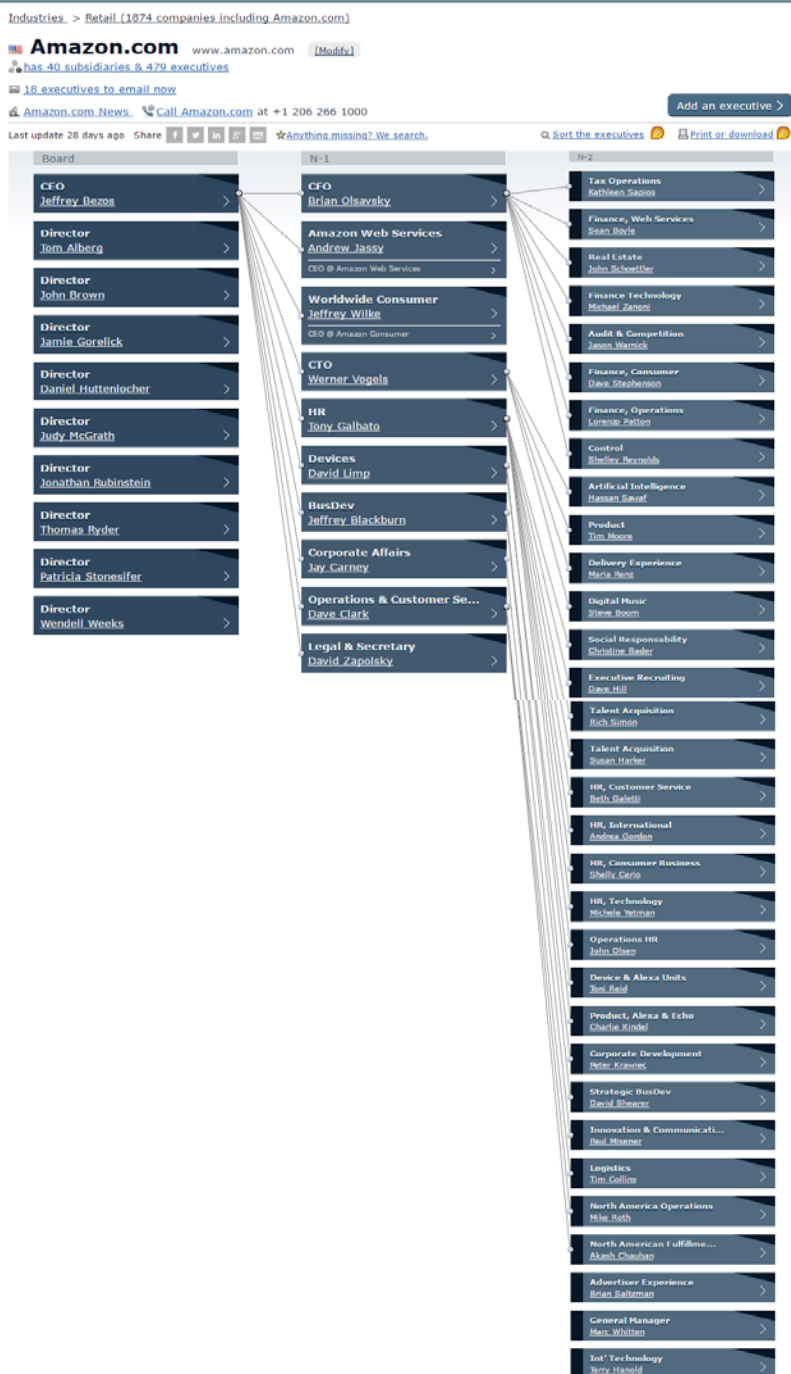 Industries > Retail (1874 companies including Amazon.com)
Amazon.com www.amazon.com [Modify]
has 40 subsidiaries & 479 executives
18 executives to email now
Amazon.com News Call Amazon.com at +1 206 266 1000
Add an executive >
Last update 28 days ago Share Anything missing? We search.
Sort the executives Print or download
Board
CEO
Jeffrey Bezos
Director
Tom Alberg
Director
John Brown
Director
Jamie Gorelick
Director
Daniel Huttenlocher
Director
Judy McGrath
Director
Jonathan Rubinstein
Director
Thomas Ryder
Director
Patricia Stonesifer
Director
Wendell Weeks
N-1
CFO
Brian Olsavsky
Amazon Web Services
Andrew Jassy
CEO @ Amazon Web Services
Worldwide Consumer
Jeffrey Wilke
CEO @ Amazon Consumer
CTO
Werner Vogels
HR
Tony Galbato
Devices
David Limp
BusDev
Jeffrey Blackburn
Corporate Affairs
Jay Carney
Operations & Customer Se...
Dave Clark
Legal & Secretary
David Zapolsky
N-2
Tax Operations
Kathleen Sapios
Finance, Web Services
Sean Boyle
Real Estate
John Schoettler
Finance Technology
Michael Zanoni
Audit & Competition
Jason Warnick
Finance, Consumer
Dave Stephenson
Finance, Operations
Lorenzo Patton
Control
Shelley Reynolds
Artificial Intelligence
Hassan Sawaf
Product
Tim Moore
Delivery Experience
Maria Renz
Digital Music
Steve Boom
Social Responsability
Christine Bader
Executive Recruiting
Dave Hill
Talent Acquisition
Rich Simon
Talent Acquisition
Susan Harker
HR, Customer Service
Beth Galetti
HR, International
Andrea Gordon
HR, Consumer Business
Shelly Cerio
HR, Technology
Michele Yetman
Operations HR
John Olsen
Device & Alexa Units
Toni Reid
Product, Alexa & Echo
Charlie Kindel
Corporate Development
Peter Krawiec
Strategic BusDev
David Shearer
Innovation & Communicati...
Paul Misener
Logistics
Tim Collins
North America Operations
Mike Roth
North American Fulfillme...
Akash Chauhan
Advertiser Experience
Brian Saltzman
General Manager
Marc Whitten
Int' Technology
Terry Hanold